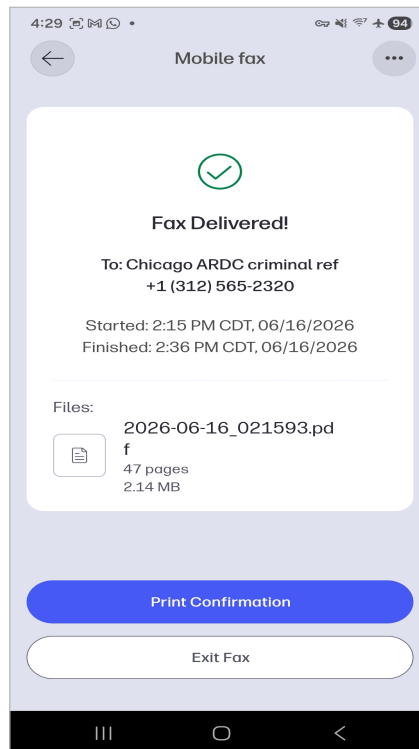 4:29
94
Mobile fax
Fax Delivered!
To: Chicago ARDC criminal ref
+1 (312) 565-2320
Started: 2:15 PM CDT, 06/16/2026
Finished: 2:36 PM CDT, 06/16/2026
Files:
2026-06-16_021593.pd
f
47 pages
2.14 MB
Print Confirmation
Exit Fax